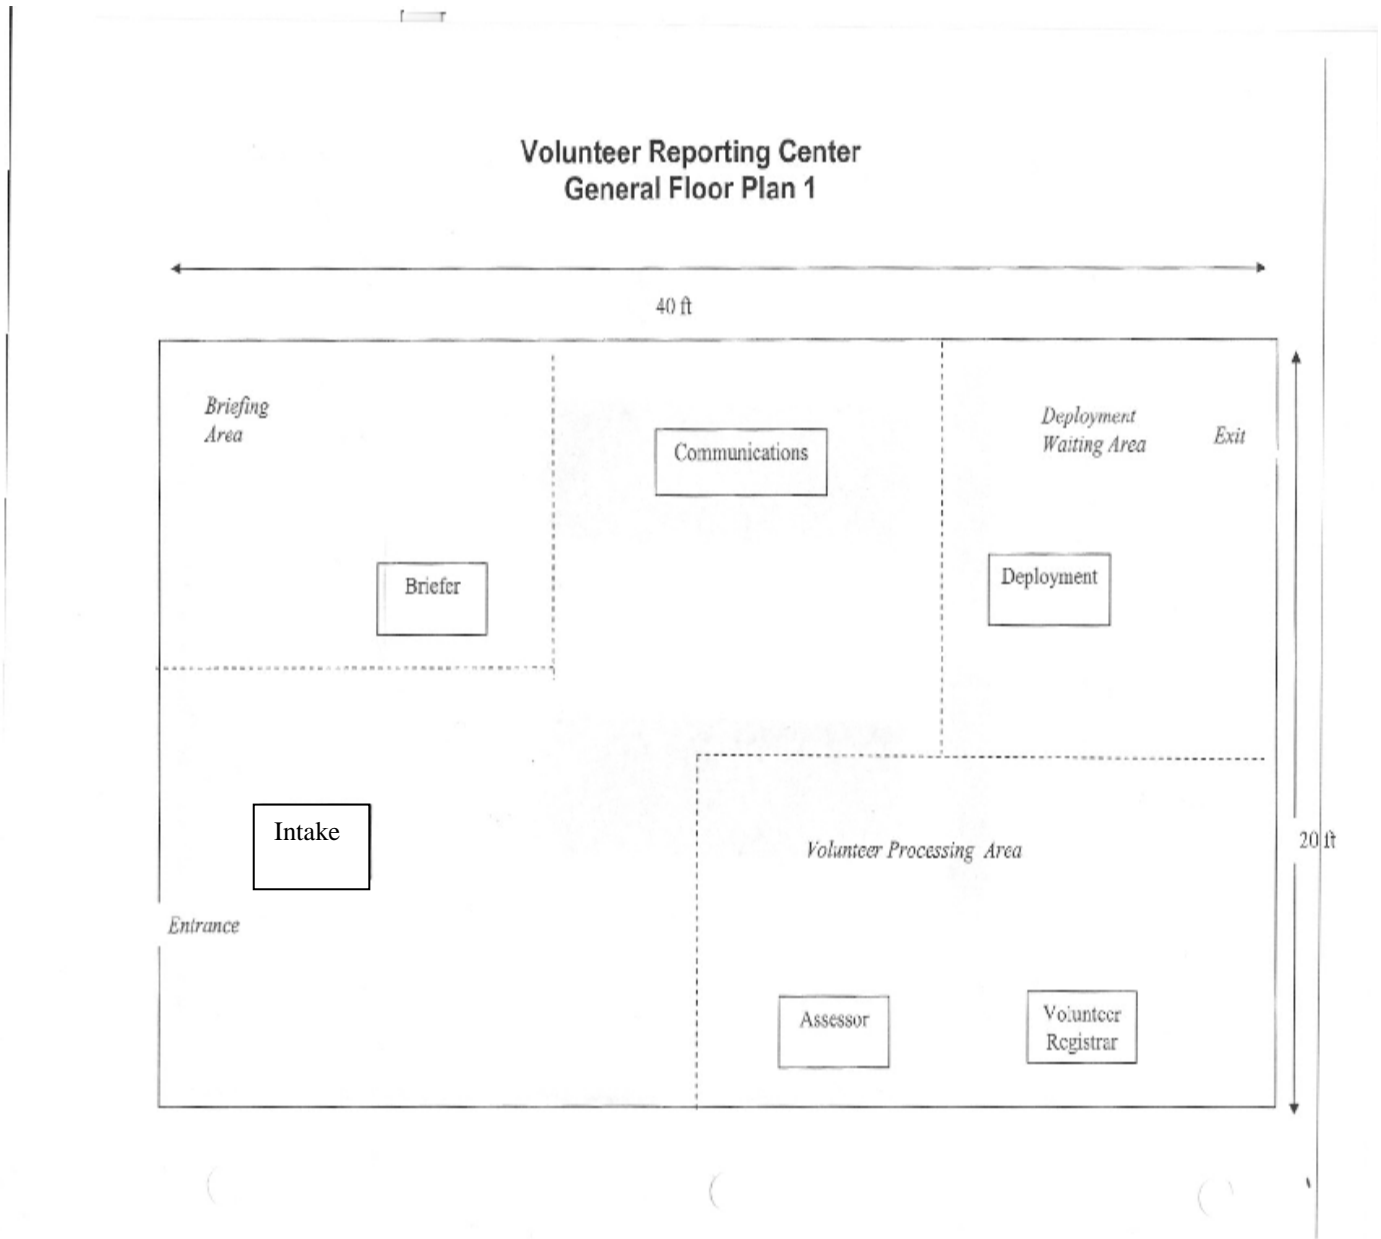 Volunteer Reporting Center
General Floor Plan 1
40 ft
Briefing
Area
Communications
Deployment
Waiting Area
Exit
Briefer
Deployment
Intake
Volunteer Processing Area
20 ft
Entrance
Assessor
Volunteer
Registrar